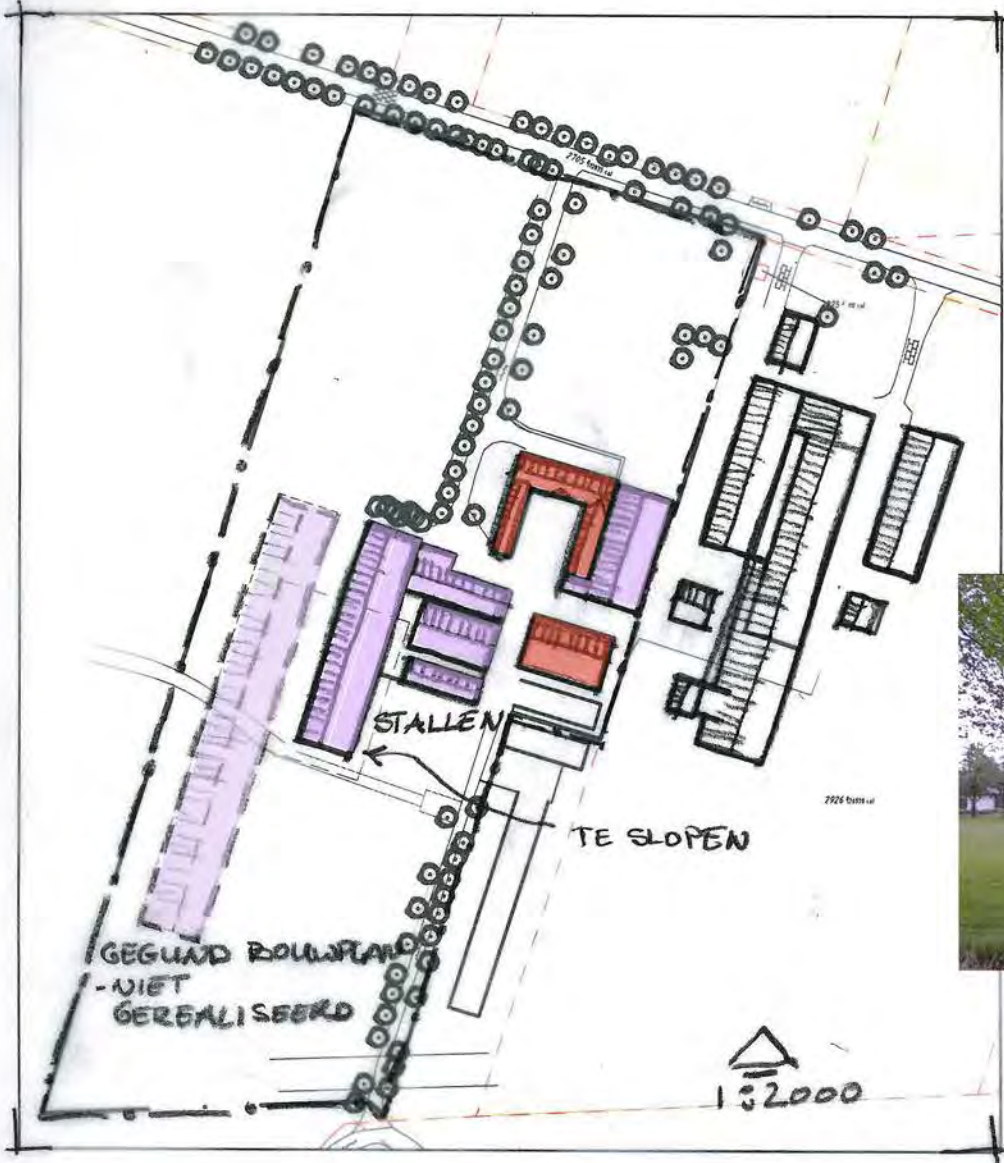 STALLEN
TE SLOPEN
GEGUND BOUWPLAN
-NIET
GEREALISEERD
1:2000